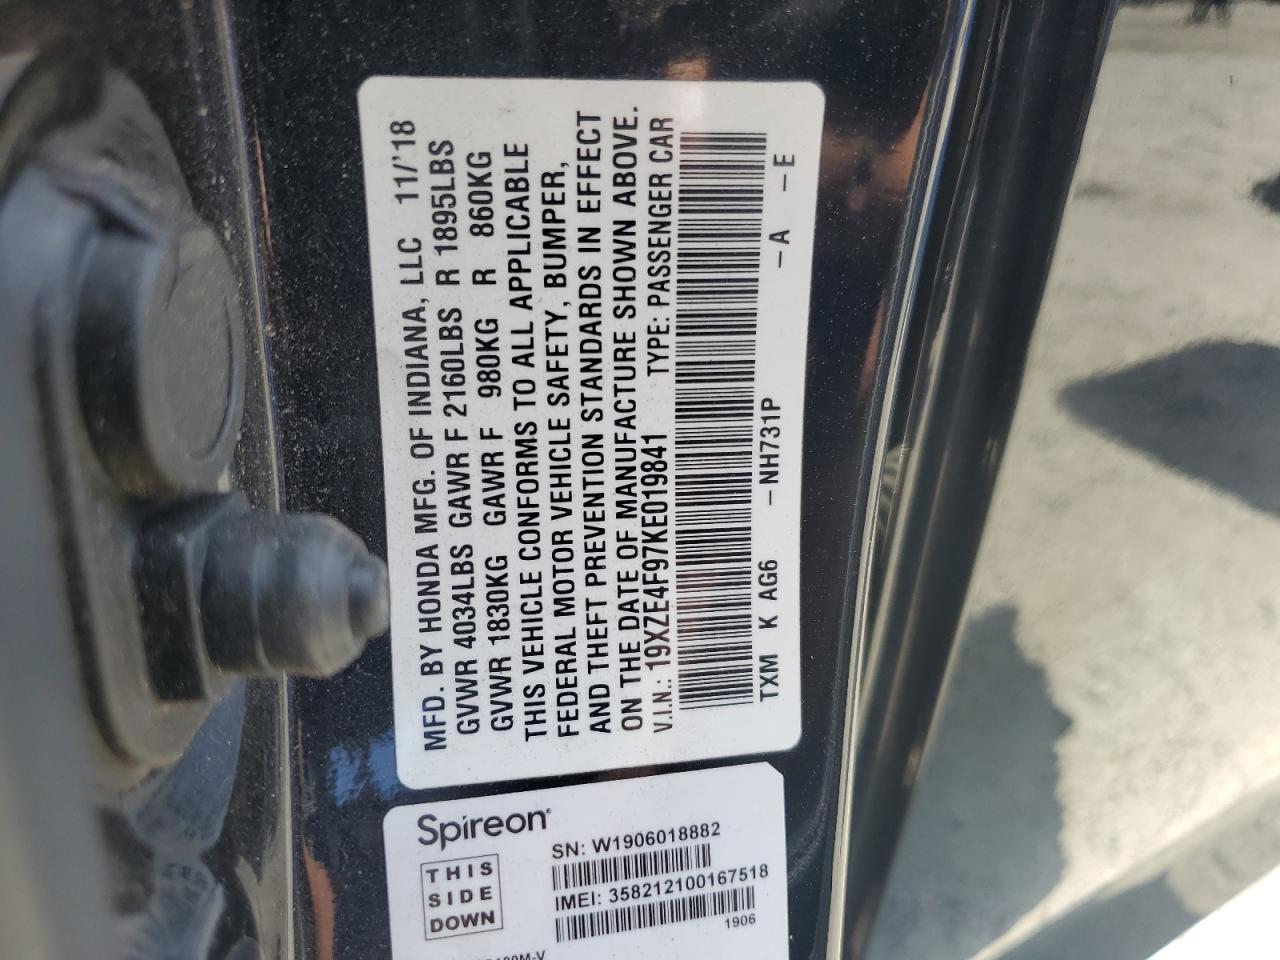 MFD. BY HONDA MFG. OF INDIANA, LLC 11/'18
GVWR 4034LBS GAWR F 2160LBS R 1895LBS
GVWR 1830KG GAWR F 980KG R 860KG
THIS VEHICLE CONFORMS TO ALL APPLICABLE
FEDERAL MOTOR VEHICLE SAFETY, BUMPER,
AND THEFT PREVENTION STANDARDS IN EFFECT
ON THE DATE OF MANUFACTURE SHOWN ABOVE.
V.I.N.: 19XZE4F97KE019841 TYPE: PASSENGER CAR
TXM K AG6 -NH731P -A -E
Spireon
THIS
SIDE
DOWN
SN: W1906018882
IMEI: 358212100167518
1906